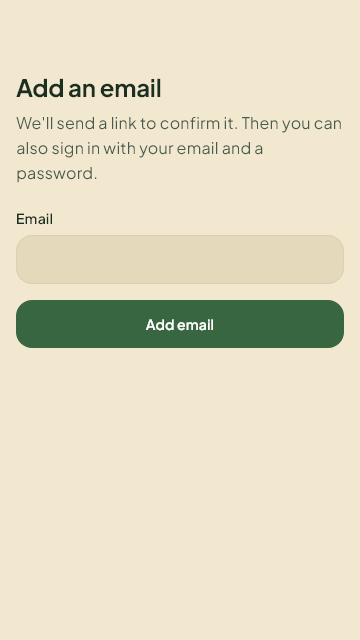 Add an email
We'll send a link to confirm it. Then you can
also sign in with your email and a
password.
Email
Add email